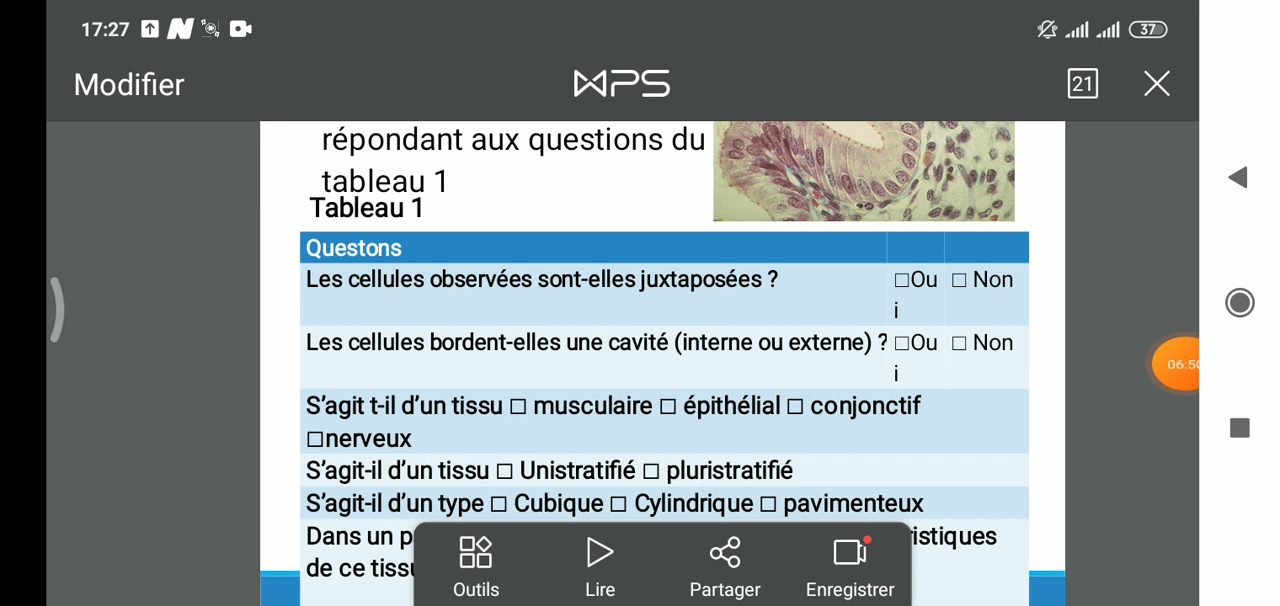 17:27
37
Modifier
WPS
21
répondant aux questions du
tableau 1
Tableau 1
Questons
Les cellules observées sont-elles juxtaposées ? □Ou □ Non
i
Les cellules bordent-elles une cavité (interne ou externe) ? □Ou □ Non
i
06:50
S’agit t-il d’un tissu □ musculaire □ épithélial □ conjonctif
□nerveux
S’agit-il d’un tissu □ Unistratifié □ pluristratifié
S’agit-il d’un type □ Cubique □ Cylindrique □ pavimenteux
Dans un
de ce
Outils
Lire
Partager
Enregistrer